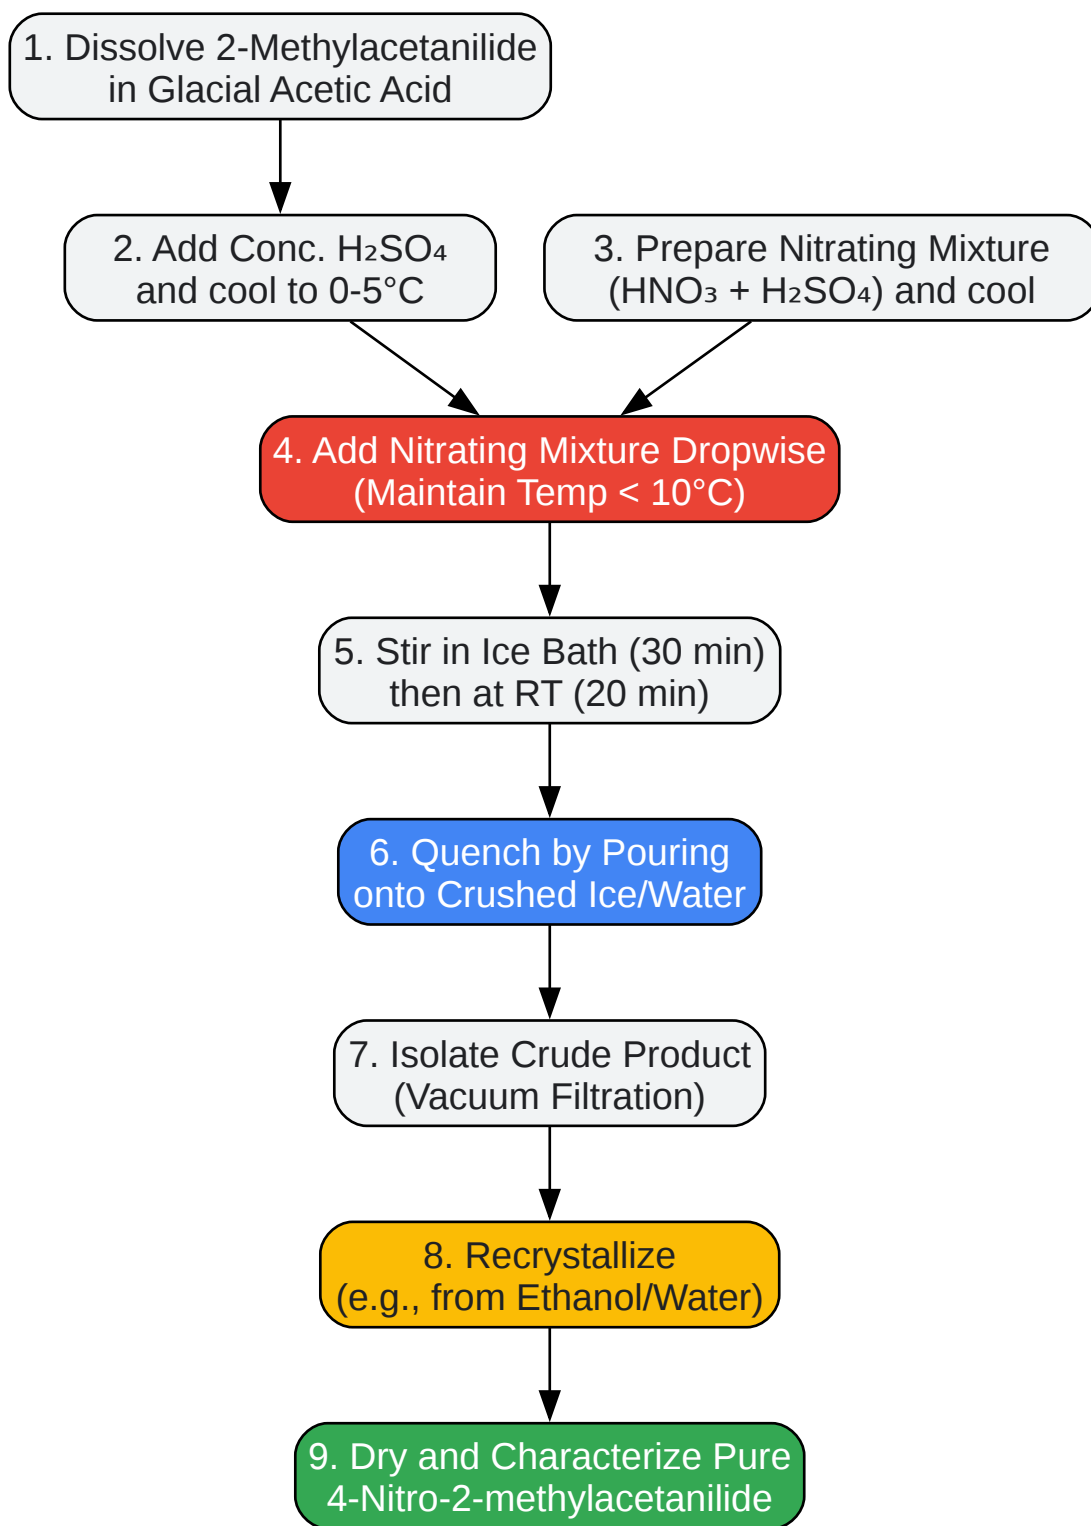 1. Dissolve 2-Methylacetanilide
in Glacial Acetic Acid
2. Add Conc. H₂SO₄
and cool to 0-5°C
3. Prepare Nitrating Mixture
(HNO₃ + H₂SO₄) and cool
4. Add Nitrating Mixture Dropwise
(Maintain Temp < 10°C)
5. Stir in Ice Bath (30 min)
then at RT (20 min)
6. Quench by Pouring
onto Crushed Ice/Water
7. Isolate Crude Product
(Vacuum Filtration)
8. Recrystallize
(e.g., from Ethanol/Water)
9. Dry and Characterize Pure
4-Nitro-2-methylacetanilide